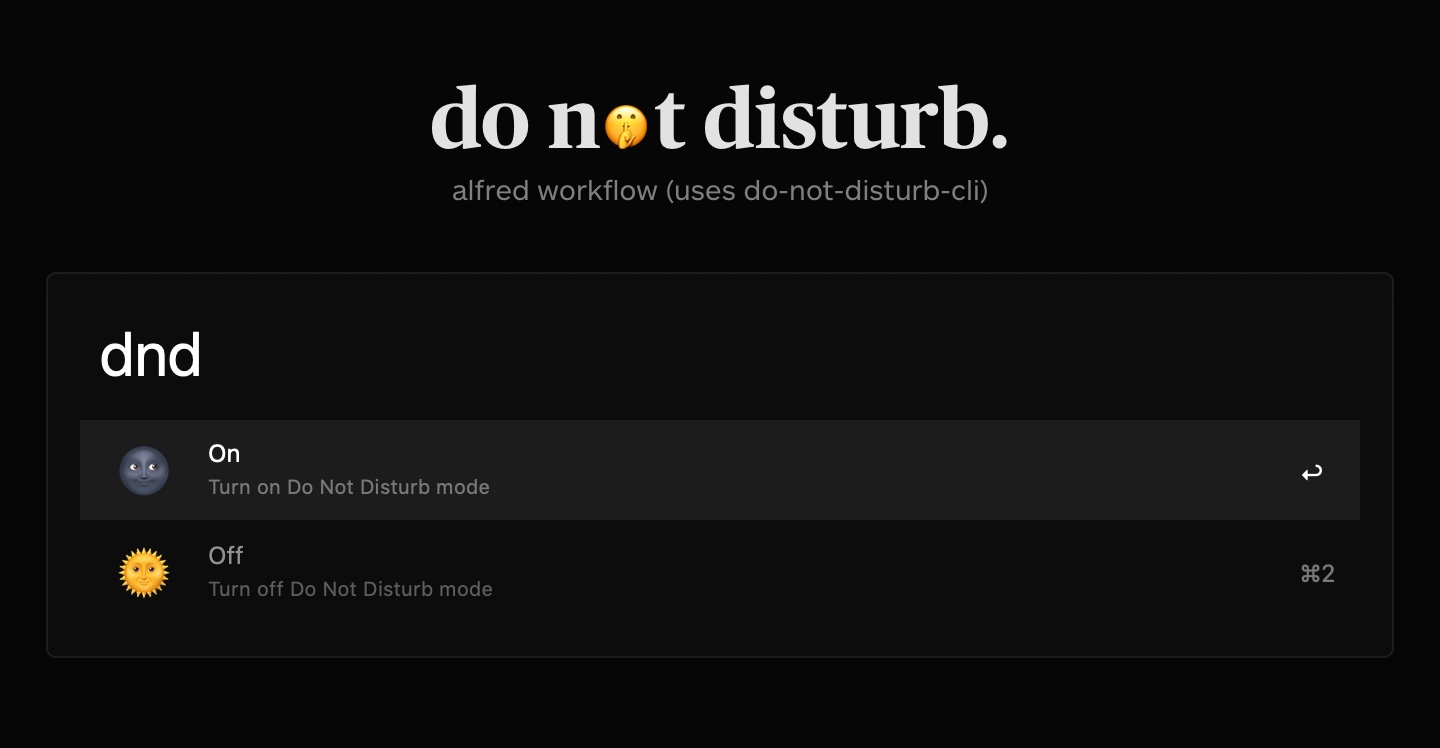 do n🤫t disturb.
alfred workflow (uses do-not-disturb-cli)
dnd
On
Turn on Do Not Disturb mode
↩
Off
Turn off Do Not Disturb mode
⌘2